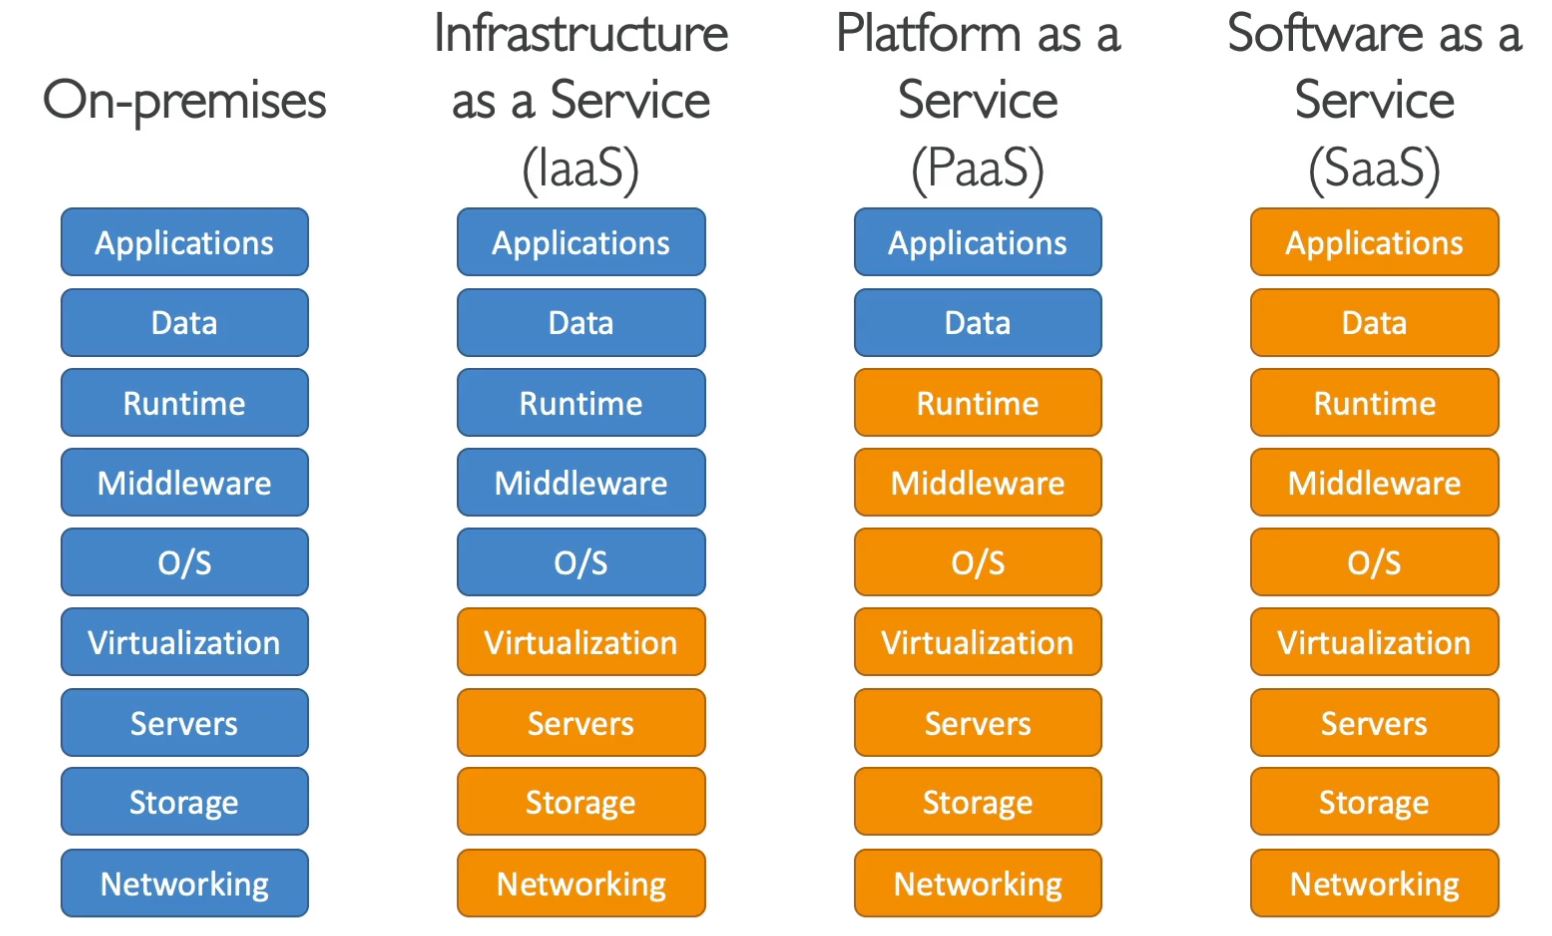 On-premises
Infrastructure
as a Service
(IaaS)
Platform as a
Service
(PaaS)
Software as a
Service
(SaaS)
Applications
Data
Runtime
Middleware
O/S
Virtualization
Servers
Storage
Networking
Applications
Data
Runtime
Middleware
O/S
Virtualization
Servers
Storage
Networking
Applications
Data
Runtime
Middleware
O/S
Virtualization
Servers
Storage
Networking
Applications
Data
Runtime
Middleware
O/S
Virtualization
Servers
Storage
Networking